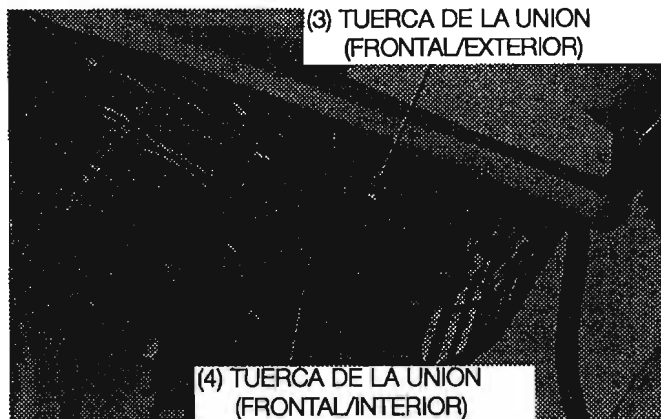 (3) TUERCA DE LA UNION
(FRONTAL/EXTERIOR)
(4) TUERCA DE LA UNION
(FRONTAL/INTERIOR)